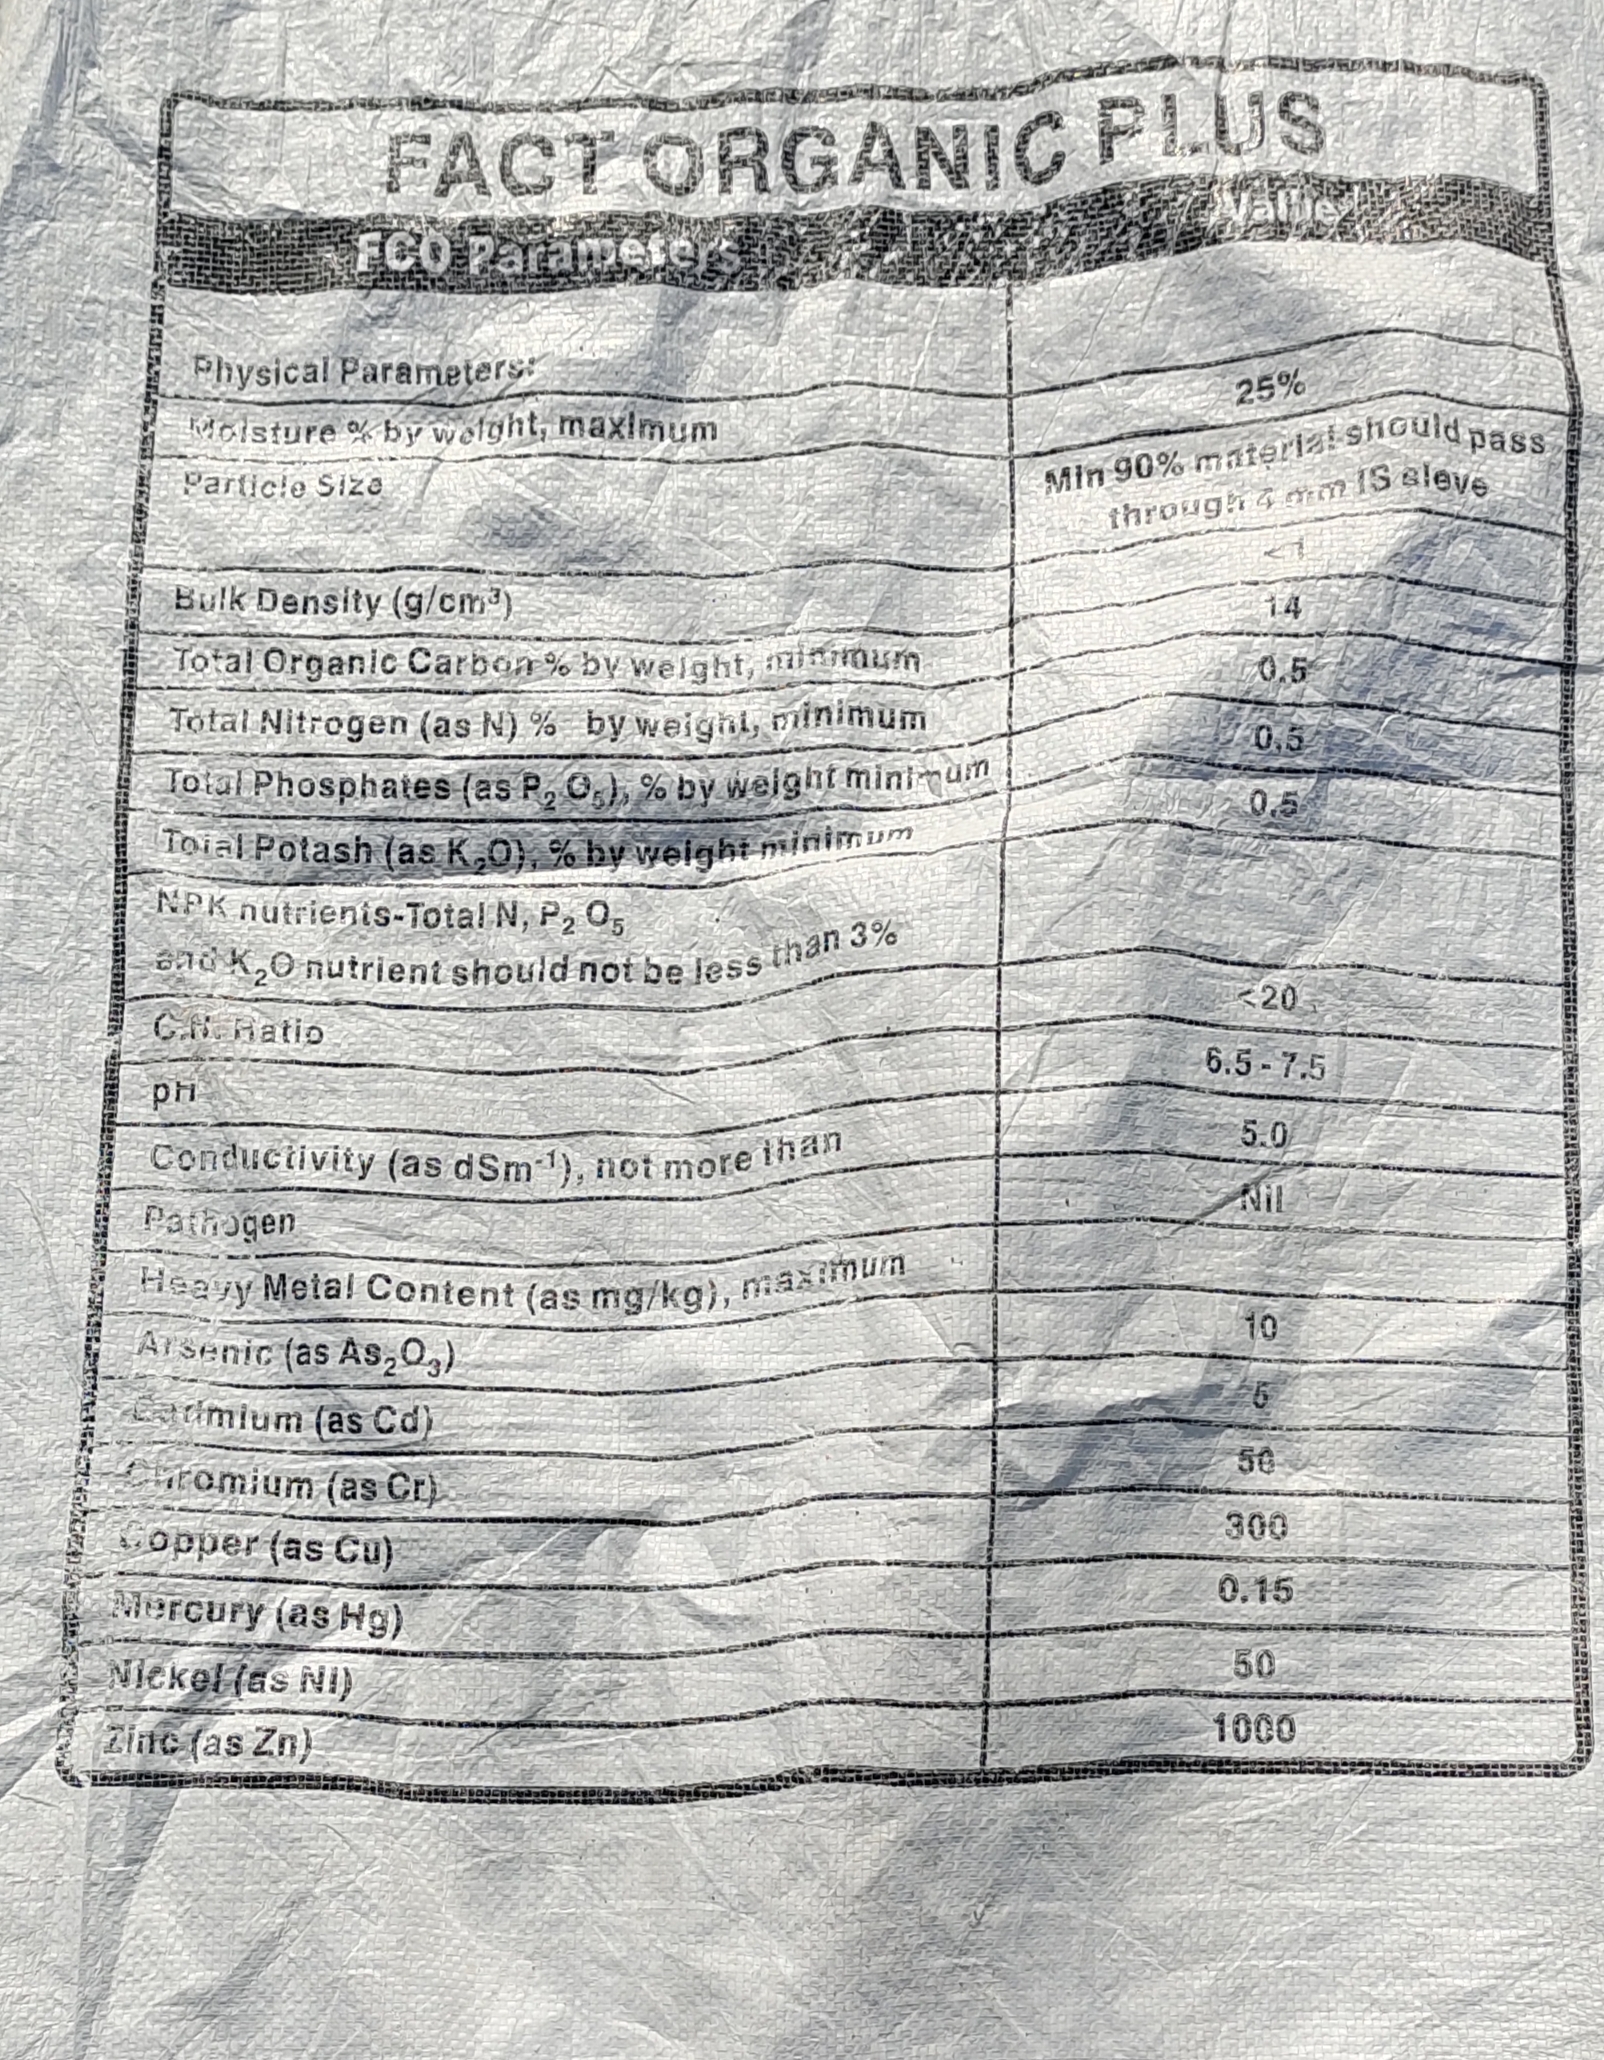 FACT ORGANIC PLUS
FCO Parameters Value
Physical Parameters:
Moisture % by weight, maximum 25%
Particle Size Min 90% material should pass
through 4 mm IS sieve
Bulk Density (g/cm³) <1
Total Organic Carbon % by weight, minimum 14
Total Nitrogen (as N) % by weight, minimum 0.5
Total Phosphates (as P₂ O₅), % by weight minimum 0.5
Total Potash (as K₂O), % by weight minimum 0.5
NPK nutrients-Total N, P₂ O₅
and K₂O nutrient should not be less than 3%
C:N. Ratio <20
pH 6.5 - 7.5
Conductivity (as dSm⁻¹), not more than 5.0
Pathogen Nil
Heavy Metal Content (as mg/kg), maximum
Arsenic (as As₂O₃) 10
Cadimium (as Cd) 5
Chromium (as Cr) 50
Copper (as Cu) 300
Mercury (as Hg) 0.15
Nickel (as Ni) 50
Zinc (as Zn) 1000